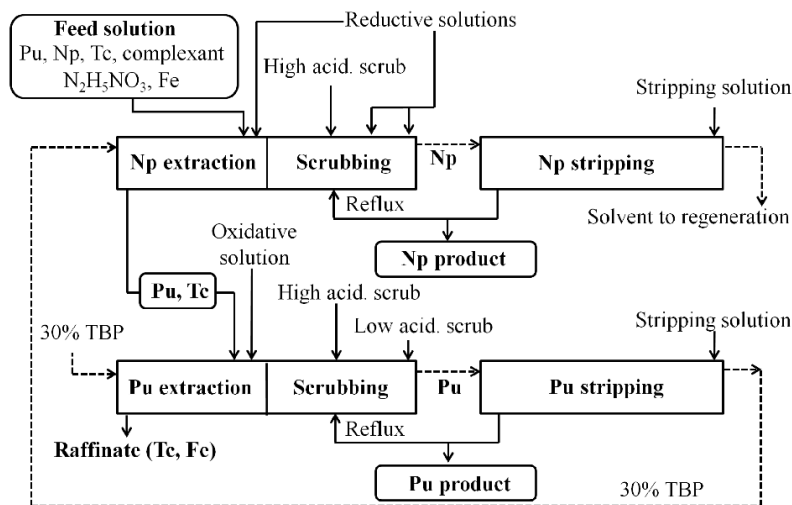 Feed solution
Pu, Np, Tc, complexant
N₂H₅NO₃, Fe
Reductive solutions
High acid. scrub
Stripping solution
Np extraction
Scrubbing
Np
Np stripping
Reflux
Solvent to regeneration
Np product
Oxidative
solution
Pu, Tc
High acid. scrub
Low acid. scrub
30% TBP
Stripping solution
Pu extraction
Scrubbing
Pu
Pu stripping
Reflux
Raffinate (Tc, Fe)
Pu product
30% TBP